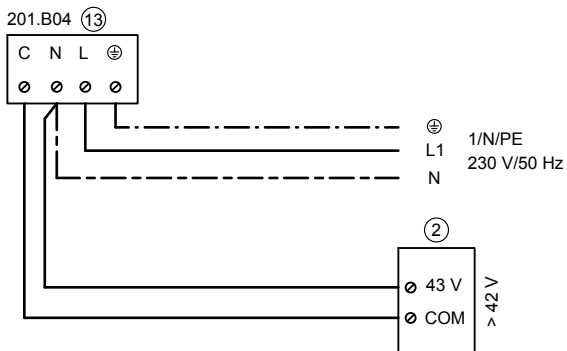 201.B04 13
C N L ⏚
⏚
L1
N
1/N/PE
230 V/50 Hz
2
43 V
COM
> 42 V